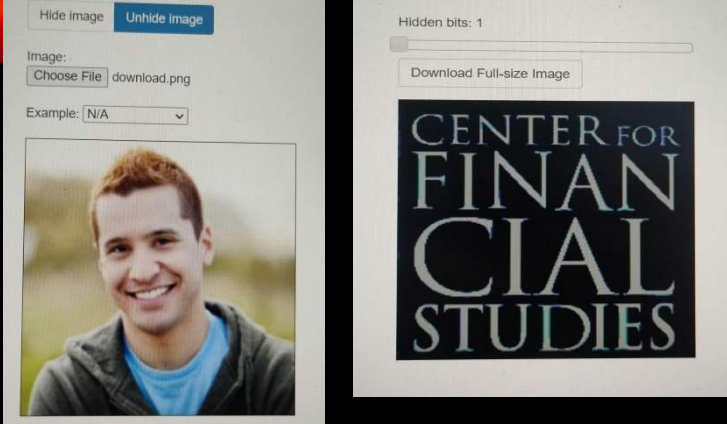 Hide image
Unhide image
Image:
Choose File download.png
Example: N/A
Hidden bits: 1
Download Full-size Image
CENTER FOR
FINAN
CIAL
STUDIES